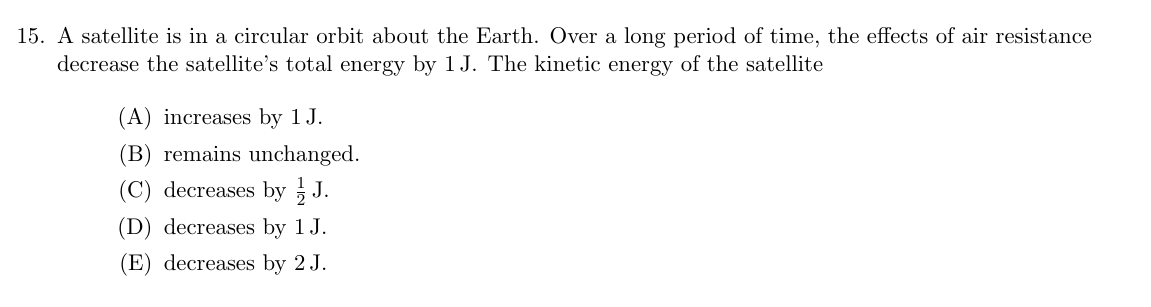 15. A satellite is in a circular orbit about the Earth. Over a long period of time, the effects of air resistance
decrease the satellite's total energy by 1 J. The kinetic energy of the satellite
(A) increases by 1 J.
(B) remains unchanged.
(C) decreases by 1/2 J.
(D) decreases by 1 J.
(E) decreases by 2 J.